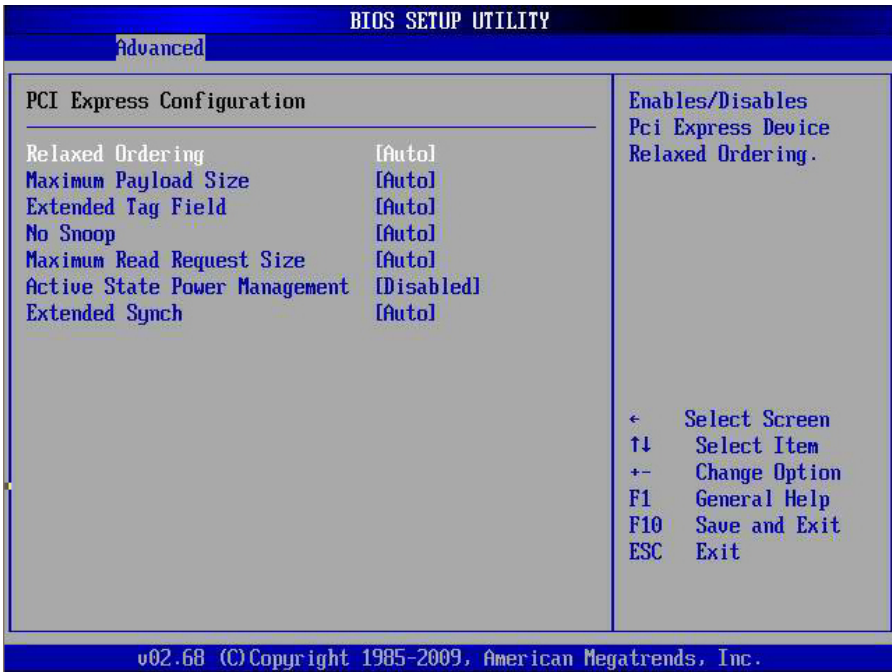 BIOS SETUP UTILITY
Advanced
PCI Express Configuration
Relaxed Ordering [Auto]
Maximum Payload Size [Auto]
Extended Tag Field [Auto]
No Snoop [Auto]
Maximum Read Request Size [Auto]
Active State Power Management [Disabled]
Extended Synch [Auto]
Enables/Disables
Pci Express Device
Relaxed Ordering.
← Select Screen
↑↓ Select Item
+- Change Option
F1 General Help
F10 Save and Exit
ESC Exit
v02.68 (C)Copyright 1985-2009, American Megatrends, Inc.